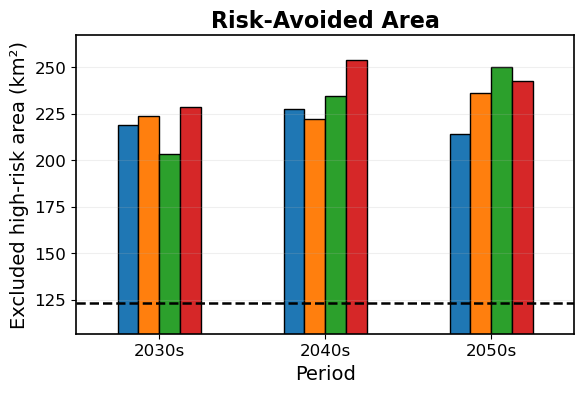 Risk-Avoided Area
Excluded high-risk area (km²)
250
225
200
175
150
125
2030s
2040s
2050s
Period